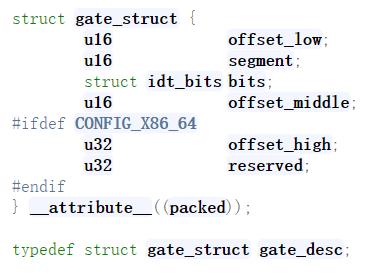 struct gate_struct {
        u16             offset_low;
        u16             segment;
        struct idt_bits bits;
        u16             offset_middle;
#ifdef CONFIG_X86_64
        u32             offset_high;
        u32             reserved;
#endif
} __attribute__((packed));

typedef struct gate_struct gate_desc;